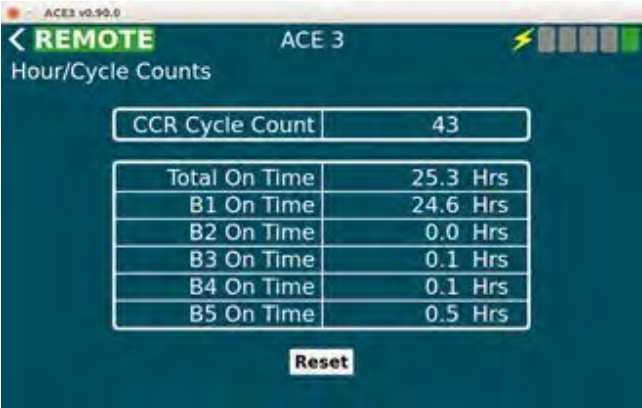 ACE3 v0.90.0
< REMOTE ACE 3
Hour/Cycle Counts
CCR Cycle Count 43
Total On Time 25.3 Hrs
B1 On Time 24.6 Hrs
B2 On Time 0.0 Hrs
B3 On Time 0.1 Hrs
B4 On Time 0.1 Hrs
B5 On Time 0.5 Hrs
Reset